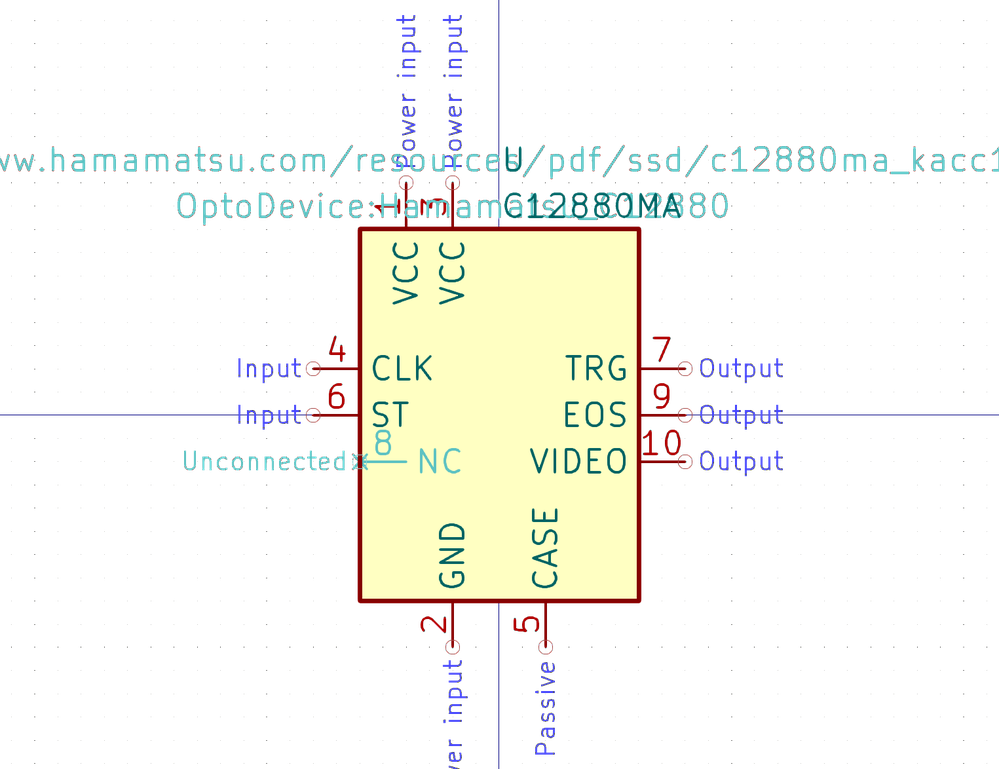 Power input
Power input
U
ww.hamamatsu.com/resources/pdf/ssd/c12880ma_kacc1
1
3
C12880MA
VCC
VCC
Input
4
CLK
TRG
7
Output
Input
6
ST
EOS
9
Output
Unconnected
8
NC
VIDEO
10
Output
GND
CASE
2
5
wer input
Passive